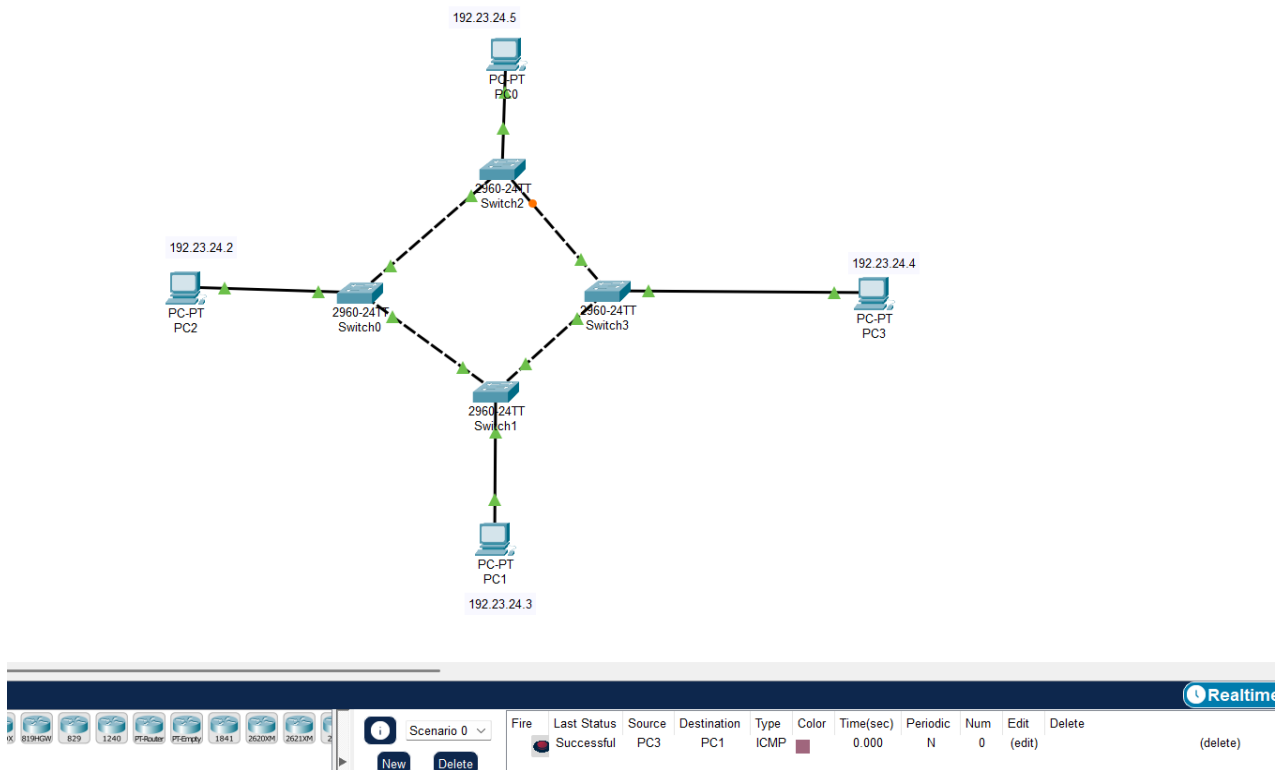 192.23.24.5
PC-PT
PC0
2960-24TT
Switch2
192.23.24.2
192.23.24.4
PC-PT
PC2
2960-24TT
Switch0
2960-24TT
Switch3
PC-PT
PC3
2960-24TT
Switch1
PC-PT
PC1
192.23.24.3
Realtime
819HGW 829 1240 PT-Router PT-Empty 1841 2620XM 2621XM
Scenario 0
New Delete
Fire Last Status Source Destination Type Color Time(sec) Periodic Num Edit Delete
Successful PC3 PC1 ICMP 0.000 N 0 (edit) (delete)